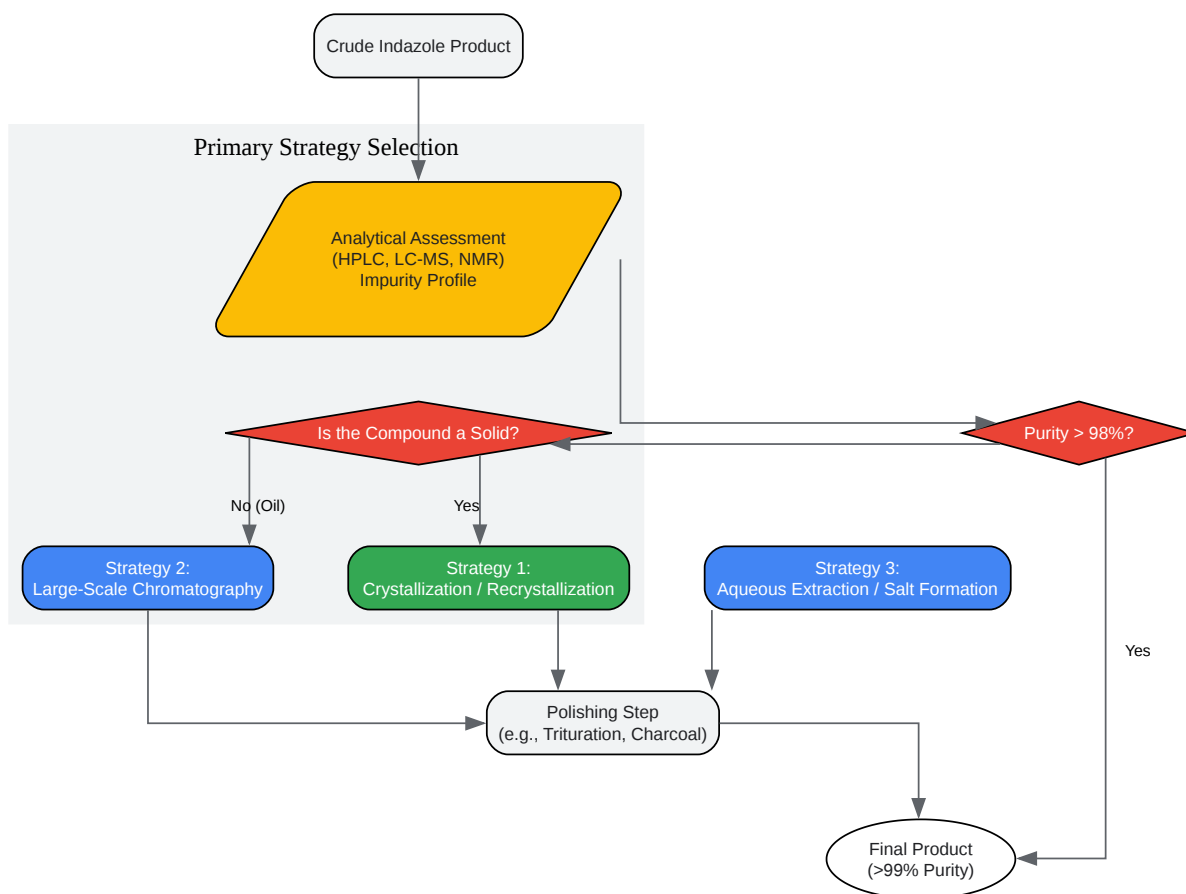 Crude Indazole Product
Primary Strategy Selection
Analytical Assessment
(HPLC, LC-MS, NMR)
Impurity Profile
Is the Compound a Solid?
Purity > 98%?
No (Oil)
Yes
Strategy 2:
Large-Scale Chromatography
Strategy 1:
Crystallization / Recrystallization
Strategy 3:
Aqueous Extraction / Salt Formation
Yes
Polishing Step
(e.g., Trituration, Charcoal)
Final Product
(>99% Purity)